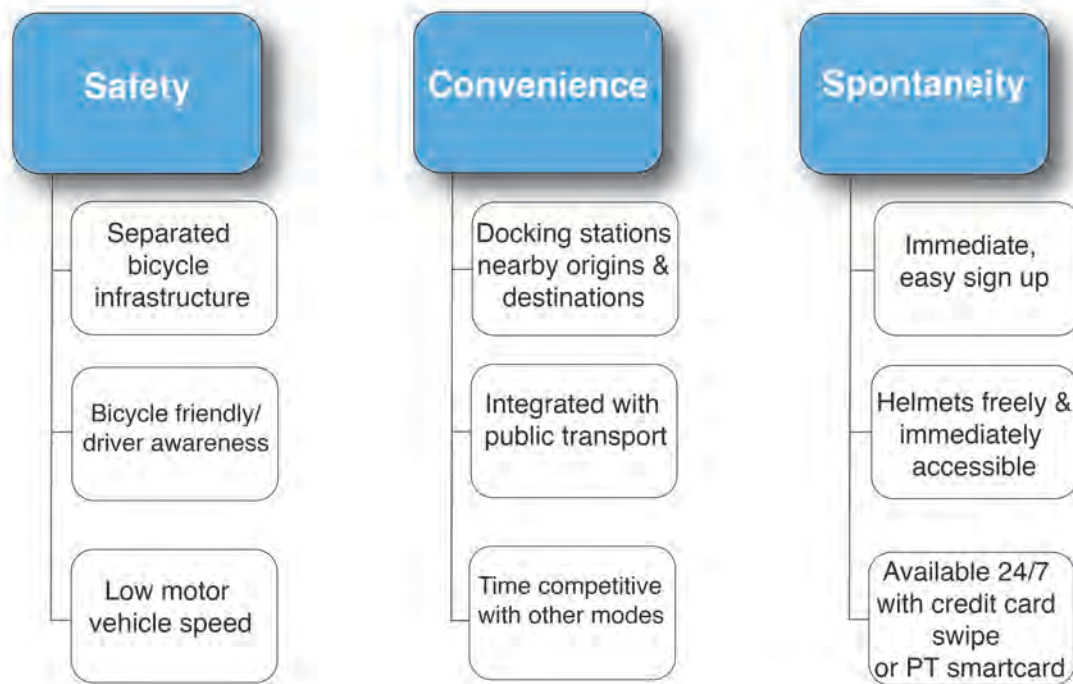 Safety
Separated
bicycle
infrastructure
Bicycle friendly/
driver awareness
Low motor
vehicle speed
Convenience
Docking stations
nearby origins &
destinations
Integrated with
public transport
Time competitive
with other modes
Spontaneity
Immediate,
easy sign up
Helmets freely &
immediately
accessible
Available 24/7
with credit card
swipe
or PT smartcard